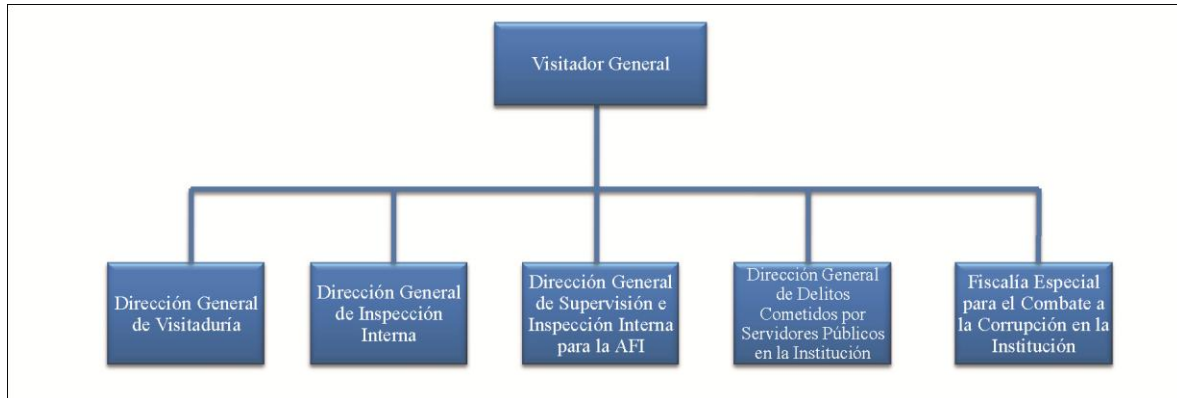 Visitador General
Dirección General
de Visitaduría
Dirección General
de Inspección
Interna
Dirección General
de Supervisión e
Inspección Interna
para la AFI
Dirección General
de Delitos
Cometidos por
Servidores Públicos
en la Institución
Fiscalía Especial
para el Combate a
la Corrupción en la
Institución